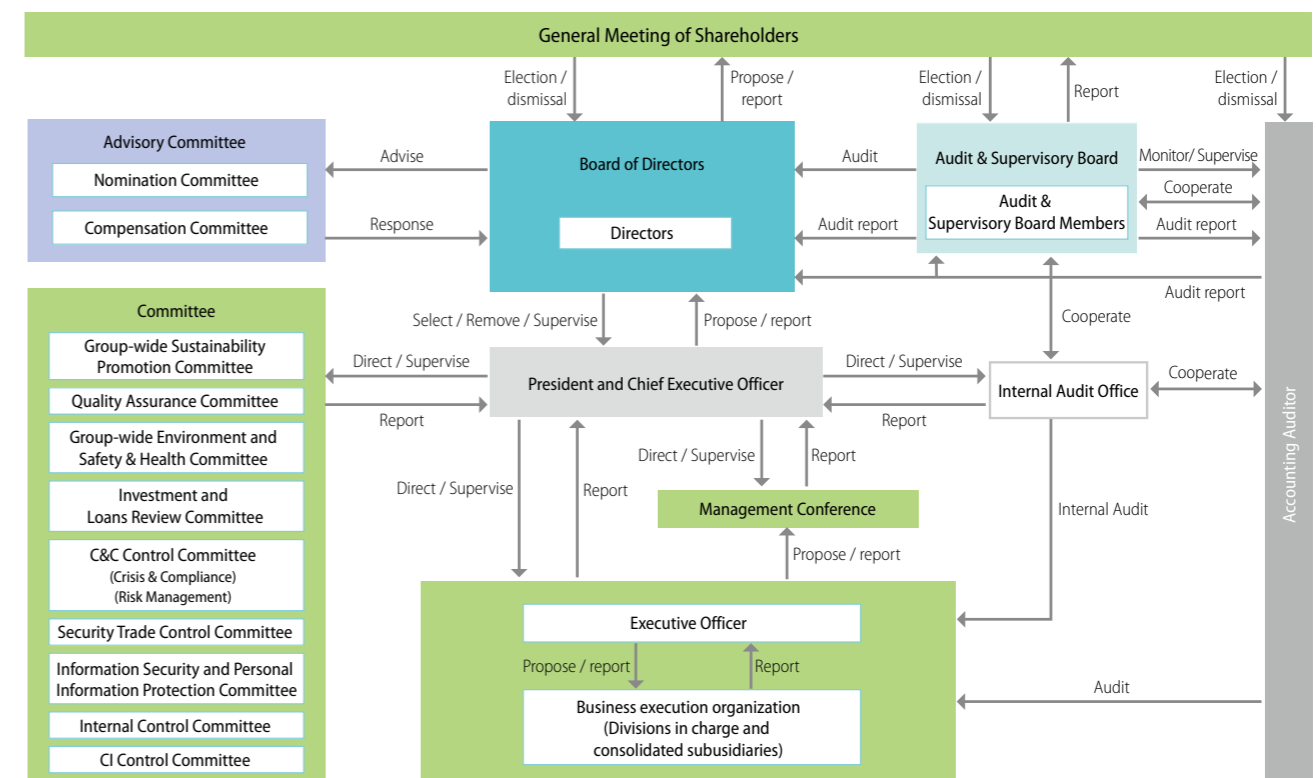 General Meeting of Shareholders
Election /
dismissal
Propose /
report
Election /
dismissal
Report
Election /
dismissal
Advisory Committee
Nomination Committee
Compensation Committee
Advise
Response
Board of Directors
Directors
Audit
Audit report
Audit & Supervisory Board
Audit &
Supervisory Board Members
Monitor/ Supervise
Cooperate
Audit report
Audit report
Accounting Auditor
Committee
Group-wide Sustainability
Promotion Committee
Quality Assurance Committee
Group-wide Environment and
Safety & Health Committee
Investment and
Loans Review Committee
C&C Control Committee
(Crisis & Compliance)
(Risk Management)
Security Trade Control Committee
Information Security and Personal
Information Protection Committee
Internal Control Committee
CI Control Committee
Select / Remove / Supervise
Propose / report
Cooperate
Direct / Supervise
Report
President and Chief Executive Officer
Direct / Supervise
Report
Internal Audit Office
Cooperate
Direct / Supervise
Report
Direct / Supervise
Report
Management Conference
Internal Audit
Propose / report
Executive Officer
Propose / report
Report
Business execution organization
(Divisions in charge and
consolidated subusidiaries)
Audit